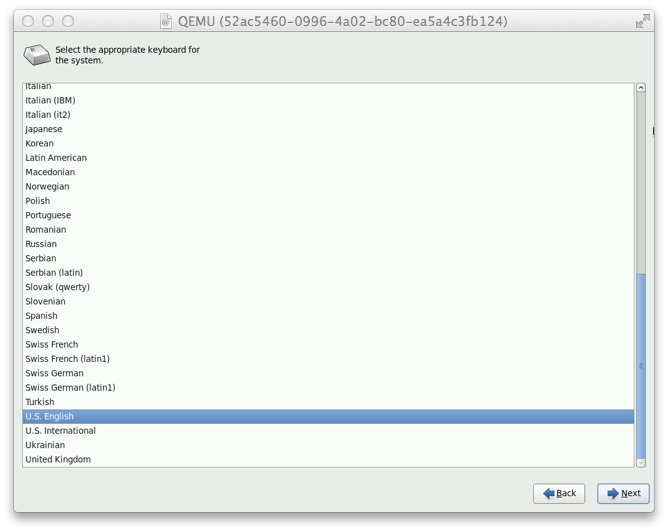 QEMU (52ac5460-0996-4a02-bc80-ea5a4c3fb124)
Select the appropriate keyboard for
the system.
Italian
Italian (IBM)
Italian (it2)
Japanese
Korean
Latin American
Macedonian
Norwegian
Polish
Portuguese
Romanian
Russian
Serbian
Serbian (latin)
Slovak (qwerty)
Slovenian
Spanish
Swedish
Swiss French
Swiss French (latin1)
Swiss German
Swiss German (latin1)
Turkish
U.S. English
U.S. International
Ukrainian
United Kingdom
Back Next